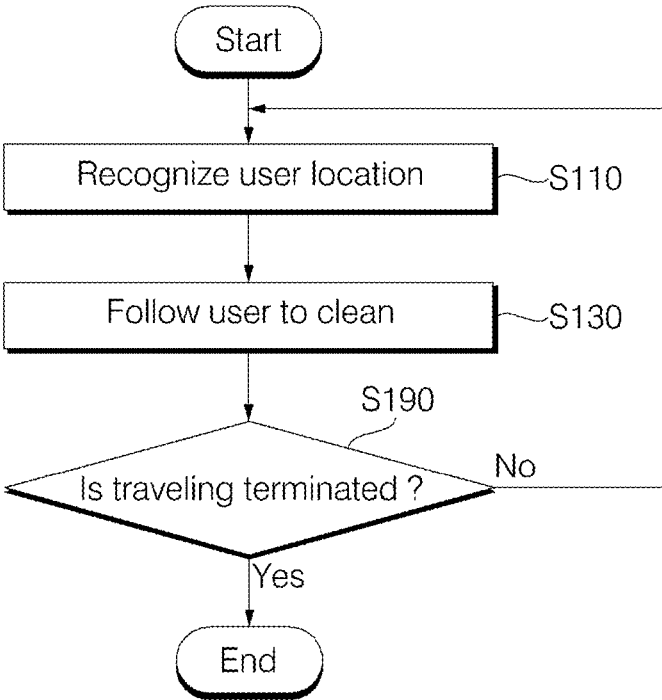 Start
Recognize user location
S110
Follow user to clean
S130
S190
Is traveling terminated ?
No
Yes
End